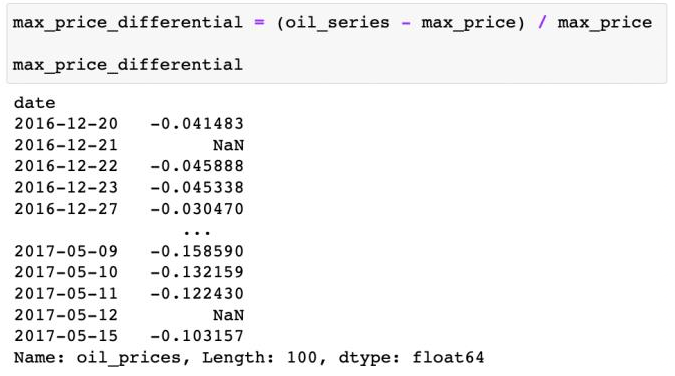 max_price_differential = (oil_series - max_price) / max_price
max_price_differential
date
2016-12-20   -0.041483
2016-12-21         NaN
2016-12-22   -0.045888
2016-12-23   -0.045338
2016-12-27   -0.030470
...
2017-05-09   -0.158590
2017-05-10   -0.132159
2017-05-11   -0.122430
2017-05-12         NaN
2017-05-15   -0.103157
Name: oil_prices, Length: 100, dtype: float64